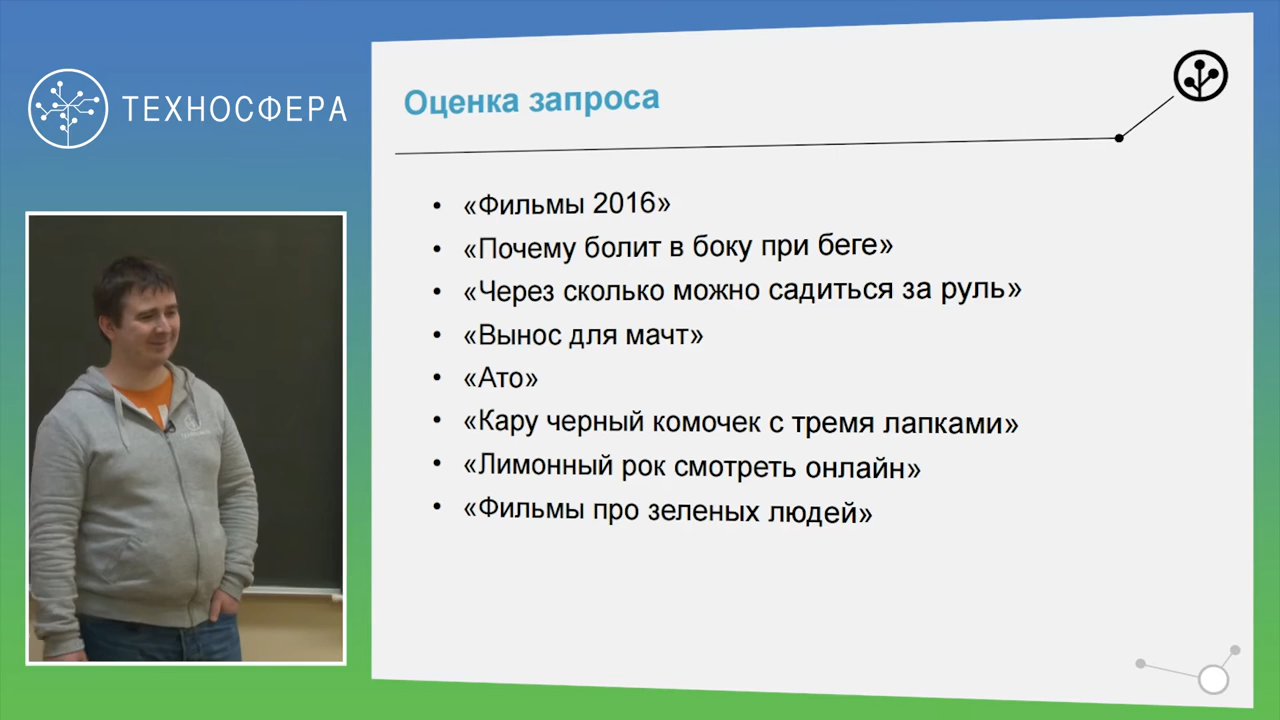 ТЕХНОСФЕРА
Оценка запроса
• «Фильмы 2016»
• «Почему болит в боку при беге»
• «Через сколько можно садиться за руль»
• «Вынос для мачт»
• «Ато»
• «Кару черный комочек с тремя лапками»
• «Лимонный рок смотреть онлайн»
• «Фильмы про зеленых людей»